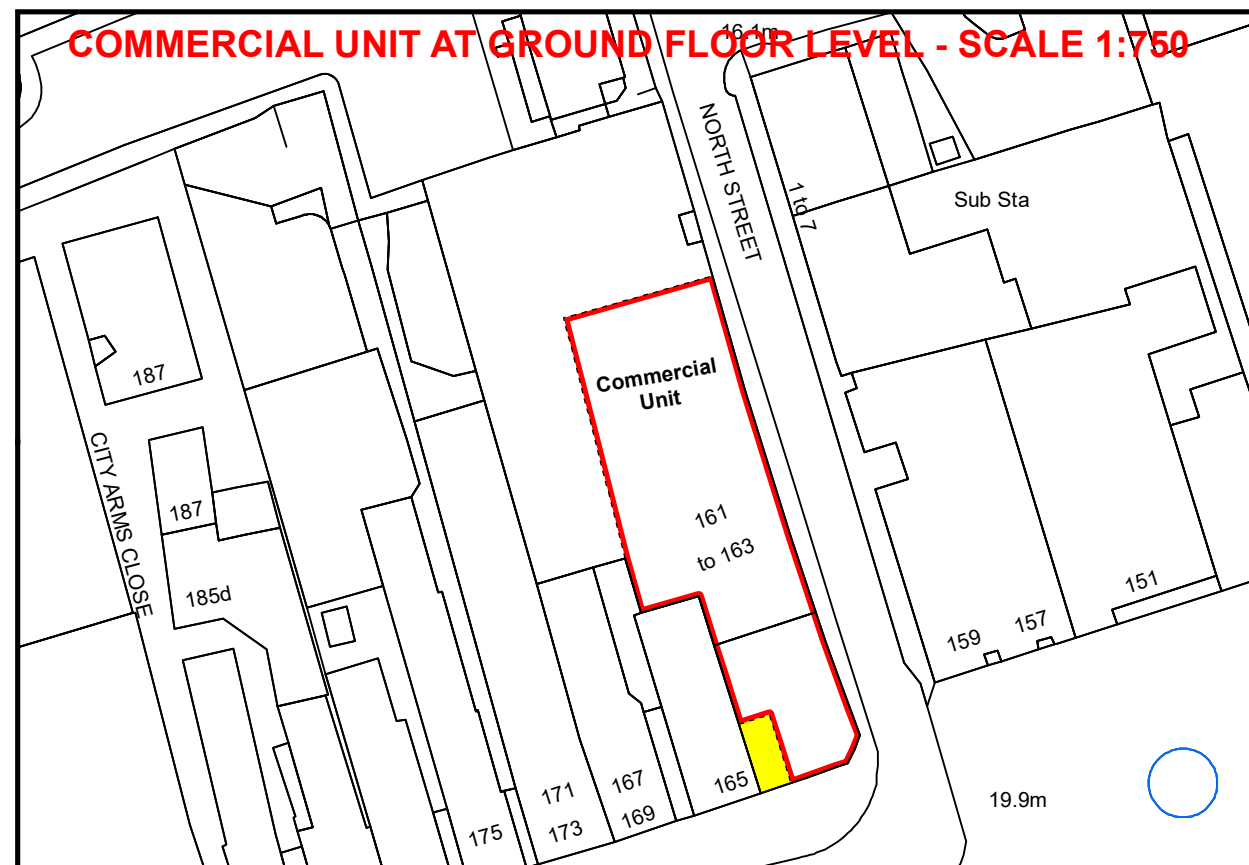 COMMERCIAL UNIT AT GROUND FLOOR LEVEL - SCALE 1:750
16.1m
NORTH STREET
1 to 7
Sub Sta
Commercial
Unit
187
CITY ARMS CLOSE
187
161
to 163
185d
151
157
159
165
167
171
169
173
175
19.9m